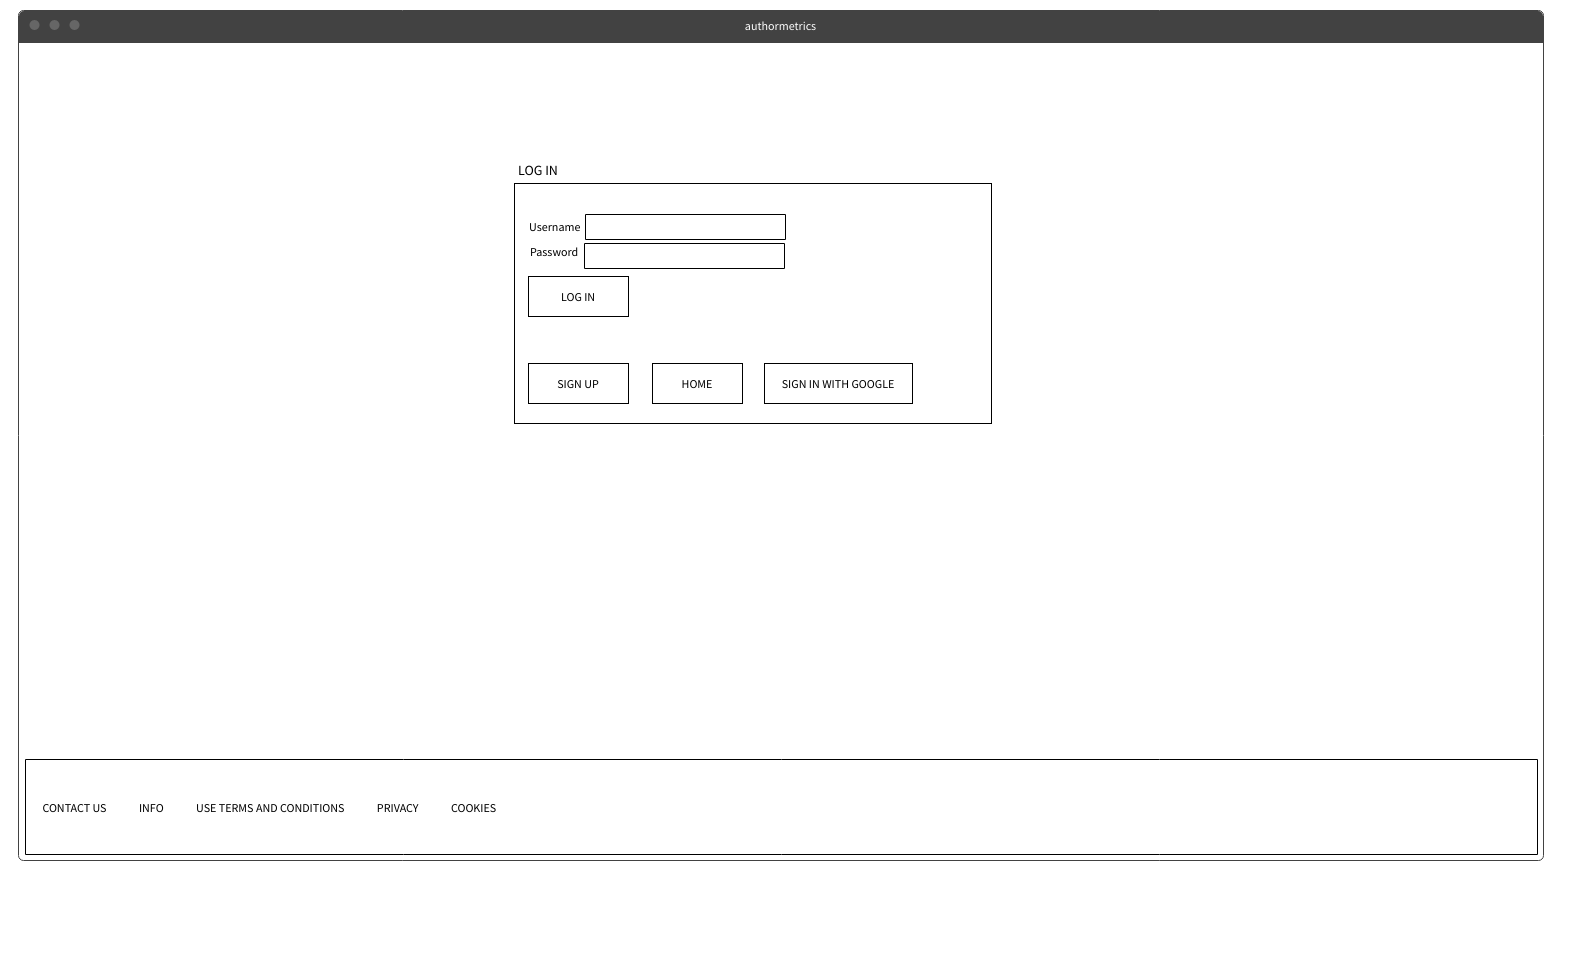 authormetrics
LOG IN
Username
Password
LOG IN
SIGN UP HOME SIGN IN WITH GOOGLE
CONTACT US INFO USE TERMS AND CONDITIONS PRIVACY COOKIES